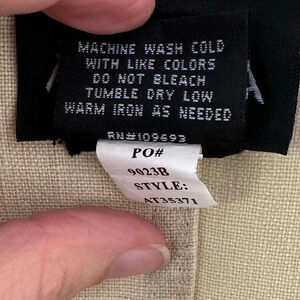 MACHINE WASH COLD
WITH LIKE COLORS
DO NOT BLEACH
TUMBLE DRY LOW
WARM IRON AS NEEDED
RN#109693
PO#
9023B
STYLE:
AT35371